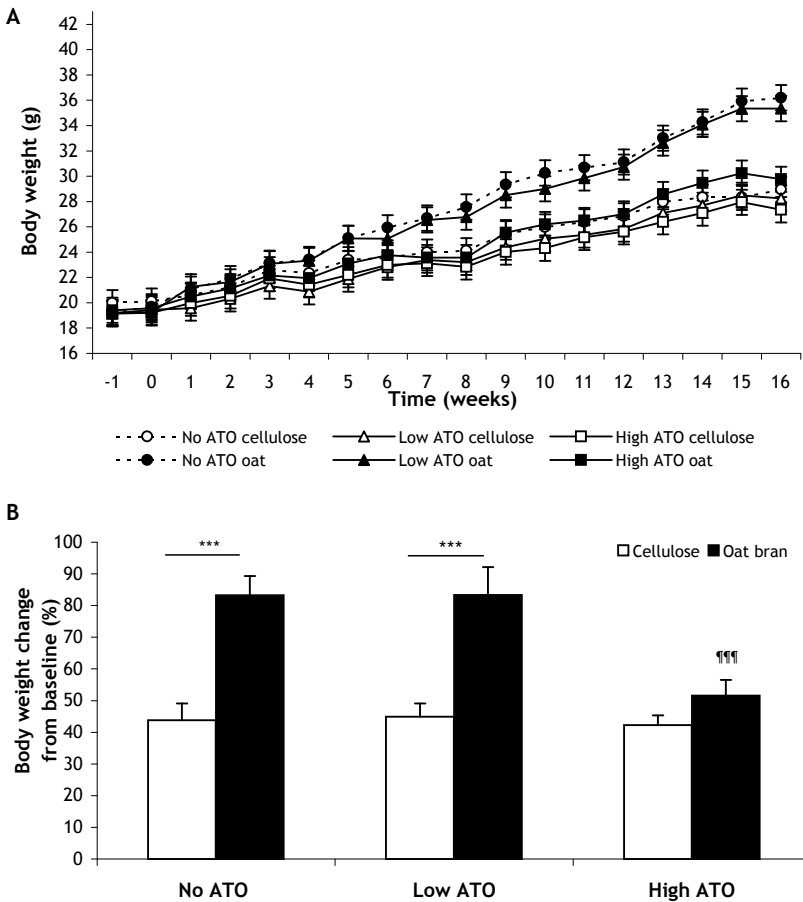 A
42
40
38
36
34
32
30
28
26
24
22
20
18
16
Body weight (g)
-1 0 1 2 3 4 5 6 7 8 9 10 11 12 13 14 15 16
Time (weeks)
No ATO cellulose Low ATO cellulose High ATO cellulose
No ATO oat Low ATO oat High ATO oat
B
100
90
80
70
60
50
40
30
20
10
0
Body weight change
from baseline (%)
*** *** ¶¶¶
Cellulose Oat bran
No ATO Low ATO High ATO